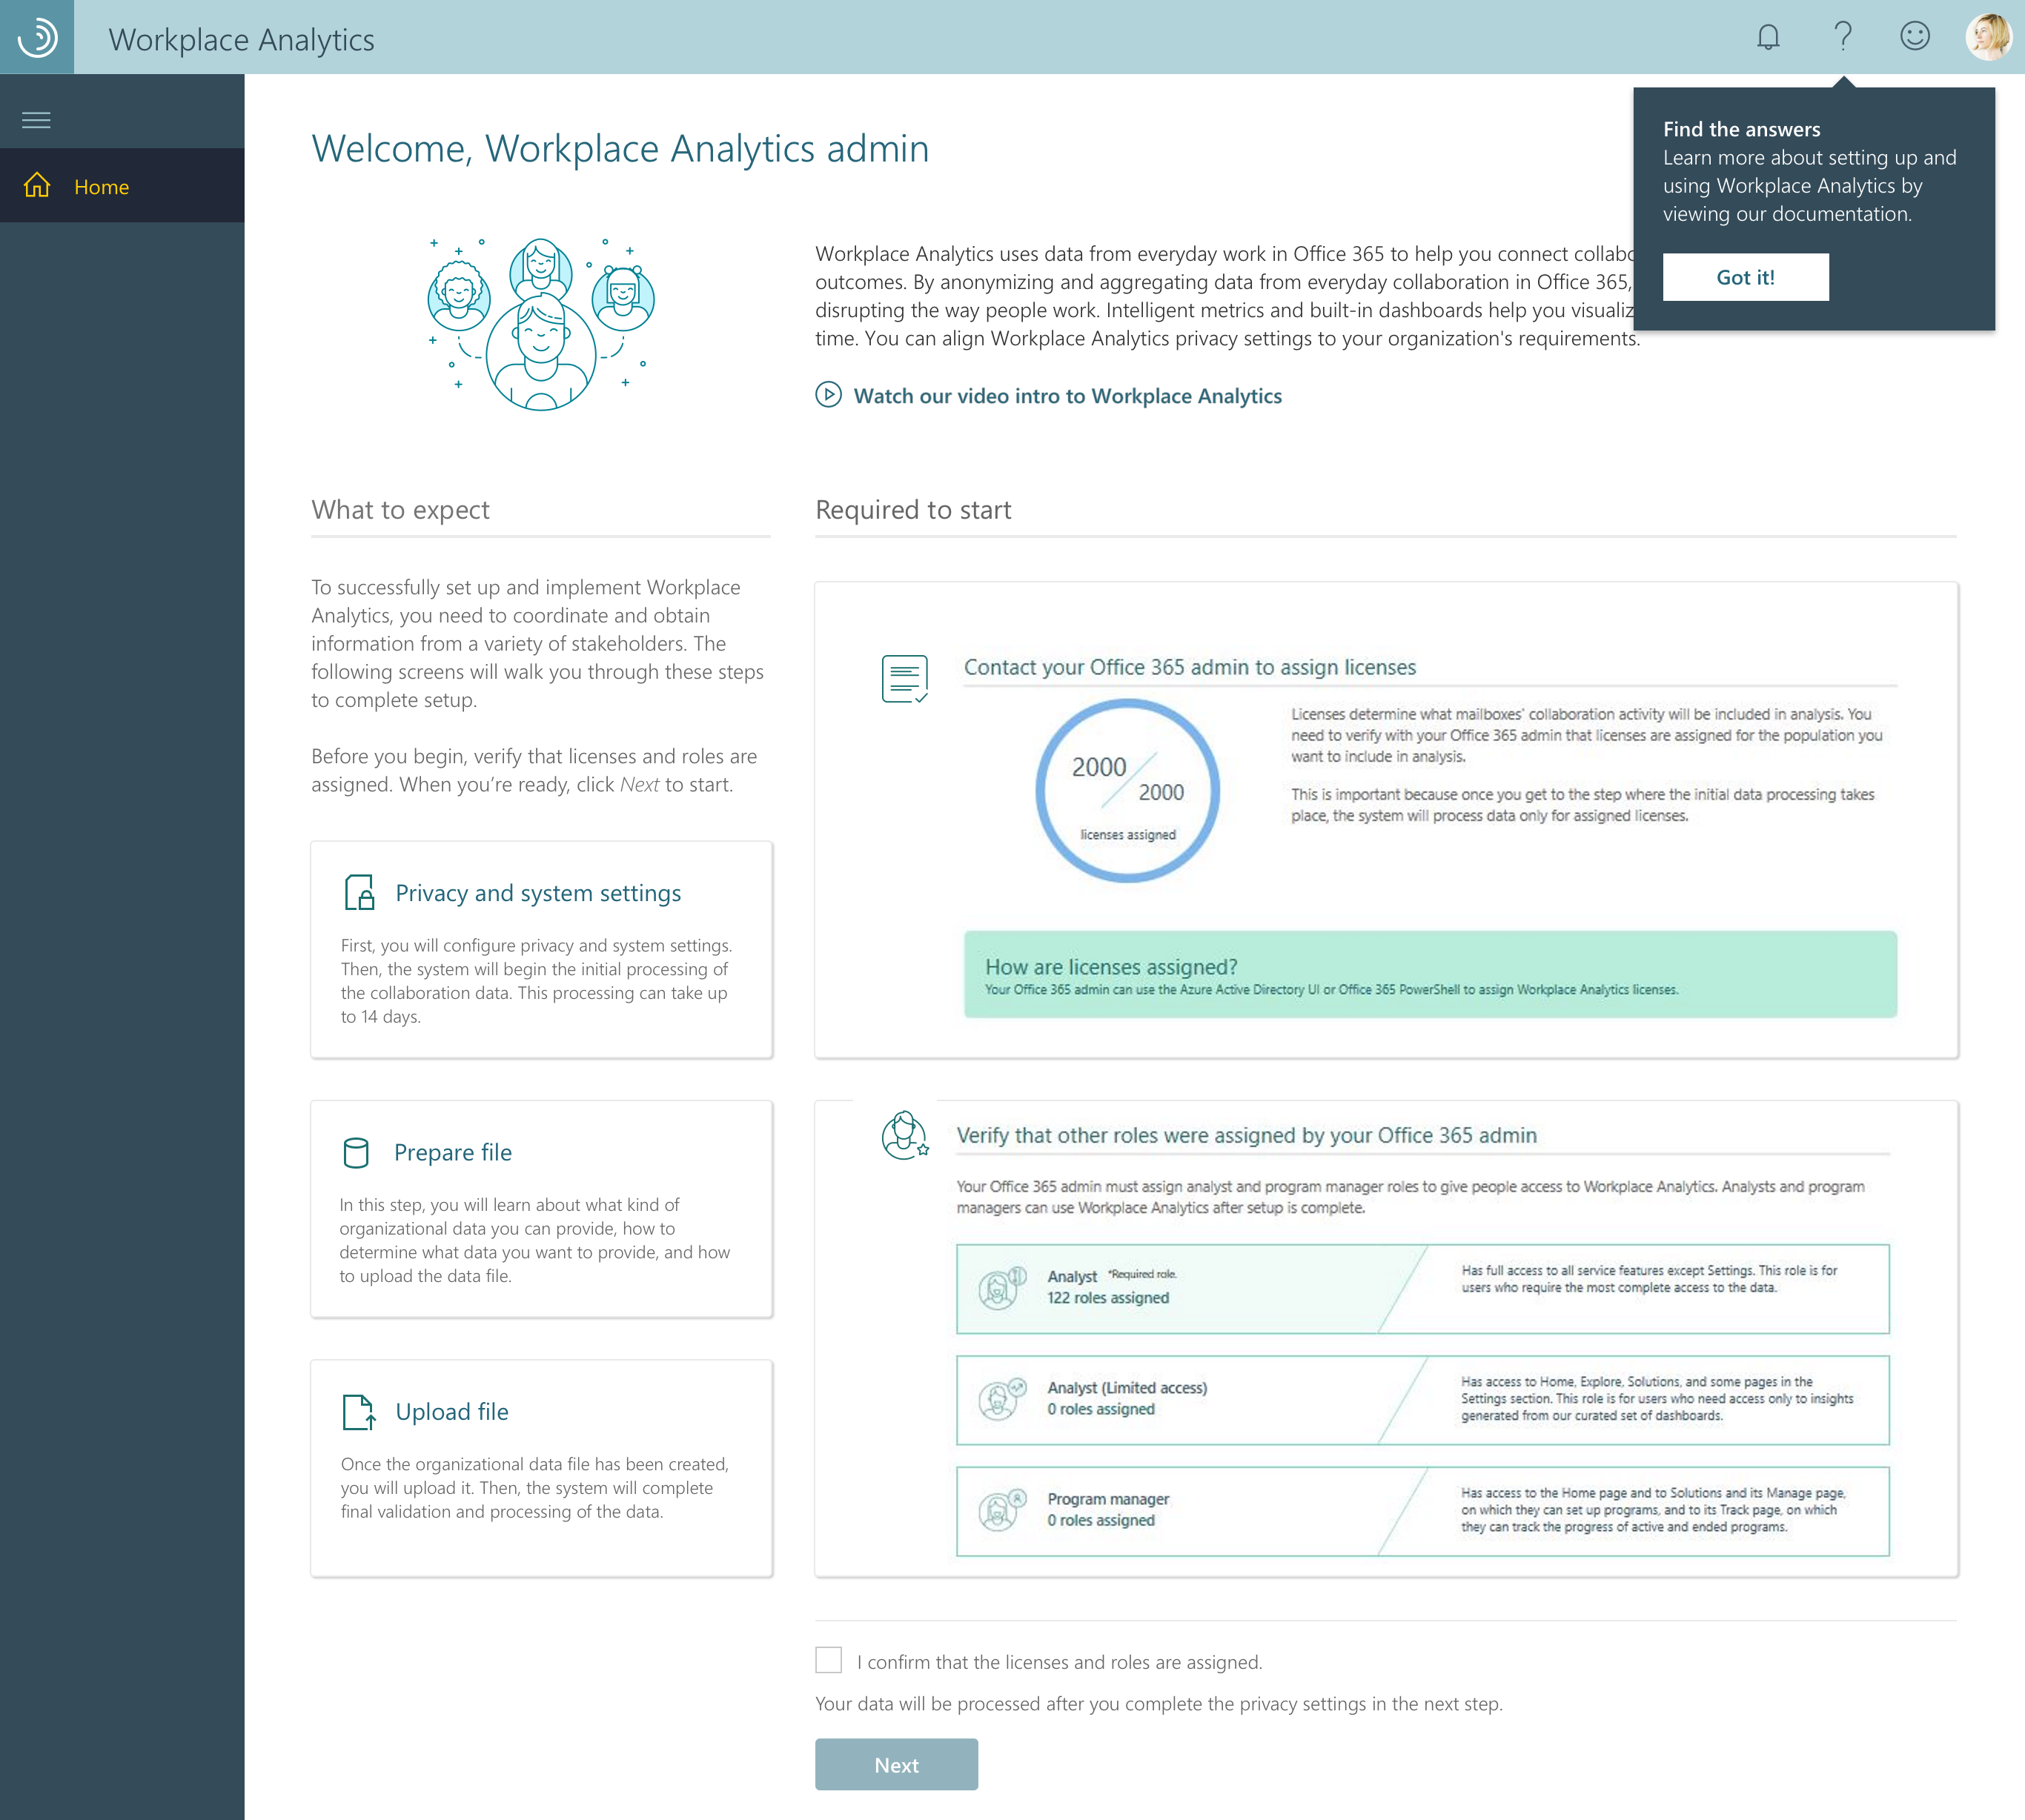 Workplace Analytics
Home
Welcome, Workplace Analytics admin
Find the answers
Learn more about setting up and
using Workplace Analytics by
viewing our documentation.
Got it!
Workplace Analytics uses data from everyday work in Office 365 to help you connect
outcomes. By anonymizing and aggregating data from everyday collaboration in Office 365,
disrupting the way people work. Intelligent metrics and built-in dashboards help you
time. You can align Workplace Analytics privacy settings to your organization's requirements.
Watch our video intro to Workplace Analytics
What to expect
To successfully set up and implement Workplace
Analytics, you need to coordinate and obtain
information from a variety of stakeholders. The
following screens will walk you through these steps
to complete setup.
Before you begin, verify that licenses and roles are
assigned. When you're ready, click Next to start.
Privacy and system settings
First, you will configure privacy and system settings.
Then, the system will begin the initial processing of
the collaboration data. This processing can take up
to 14 days.
Prepare file
In this step, you will learn about what kind of
organizational data you can provide, how to
determine what data you want to provide, and how
to upload the data file.
Upload file
Once the organizational data file has been created,
you will upload it. Then, the system will complete
final validation and processing of the data.
Required to start
Contact your Office 365 admin to assign licenses
2000
2000
licenses assigned
Licenses determine what mailboxes' collaboration activity will be included in analysis. You
need to verify with your Office 365 admin that licenses are assigned for the population you
want to include in analysis.
This is important because once you get to the step where the initial data processing takes
place, the system will process data only for assigned licenses.
How are licenses assigned?
Your Office 365 admin can use the Azure Active Directory UI or Office 365 PowerShell to assign Workplace Analytics licenses.
Verify that other roles were assigned by your Office 365 admin
Your Office 365 admin must assign analyst and program manager roles to give people access to Workplace Analytics. Analysts and program
managers can use Workplace Analytics after setup is complete.
Analyst *Required role.
122 roles assigned
Has full access to all service features except Settings. This role is for
users who require the most complete access to the data.
Analyst (Limited access)
0 roles assigned
Has access to Home, Explore, Solutions, and some pages in the
Settings section. This role is for users who need access only to insights
generated from our curated set of dashboards.
Program manager
0 roles assigned
Has access to the Home page and to Solutions and its Manage page,
on which they can set up programs, and to its Track page, on which
they can track the progress of active and ended programs.
I confirm that the licenses and roles are assigned.
Your data will be processed after you complete the privacy settings in the next step.
Next